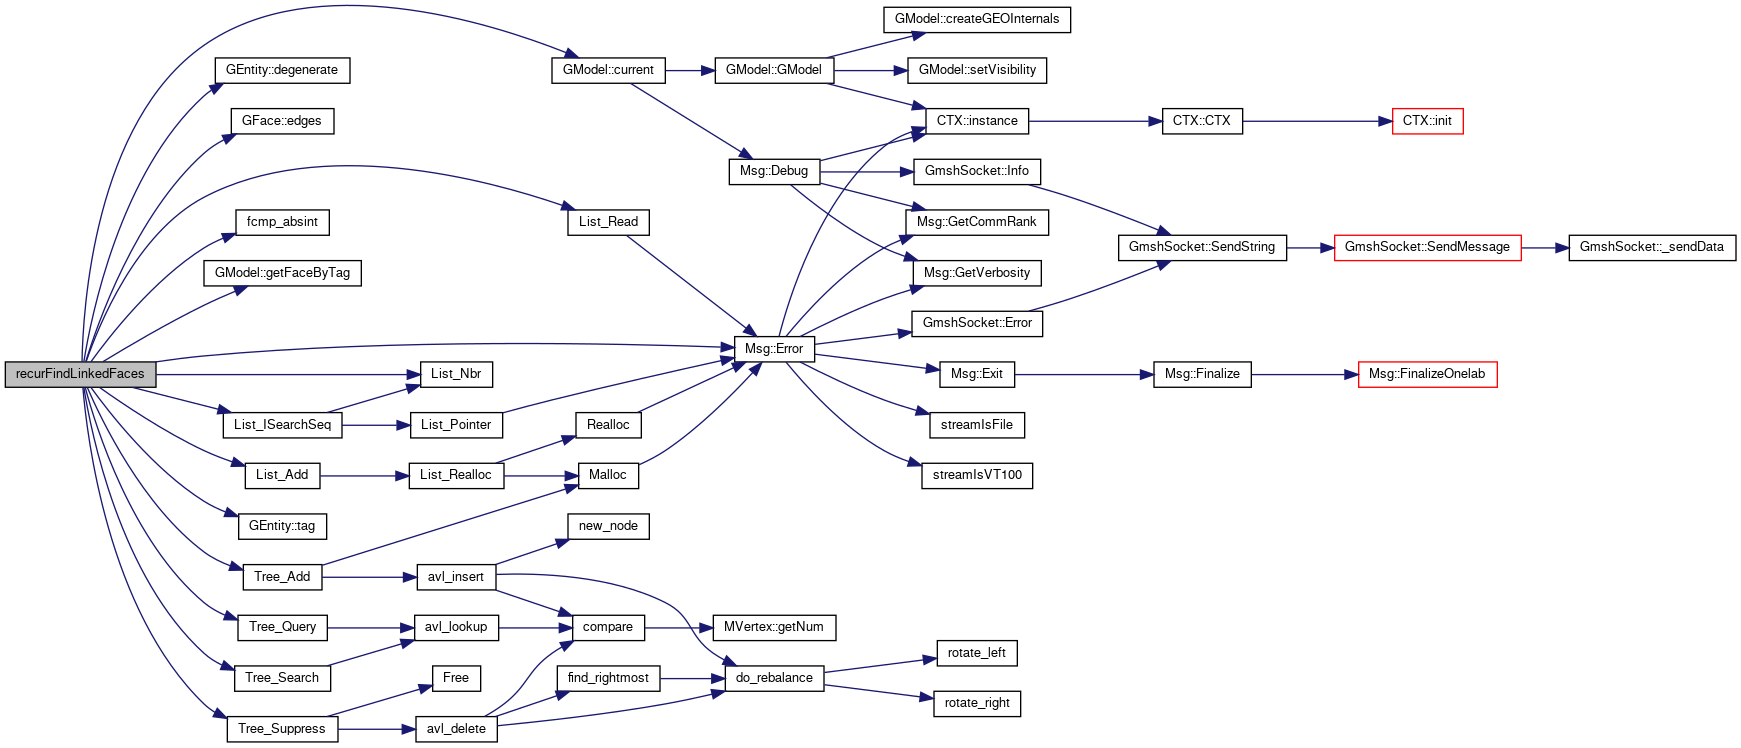 recurFindLinkedFaces
GEntity::degenerate
GFace::edges
fcmp_absint
GModel::getFaceByTag
List_ISearchSeq
List_Add
GEntity::tag
Tree_Add
Tree_Query
Tree_Search
Tree_Suppress
List_Nbr
List_Pointer
List_Realloc
avl_insert
avl_lookup
Free
avl_delete
GModel::current
List_Read
Realloc
Malloc
new_node
compare
find_rightmost
GModel::GModel
Msg::Debug
Msg::Error
MVertex::getNum
do_rebalance
GModel::createGEOInternals
GModel::setVisibility
CTX::instance
GmshSocket::Info
Msg::GetCommRank
Msg::GetVerbosity
GmshSocket::Error
Msg::Exit
streamIsFile
streamIsVT100
rotate_left
rotate_right
CTX::CTX
GmshSocket::SendString
Msg::Finalize
CTX::init
GmshSocket::SendMessage
Msg::FinalizeOnelab
GmshSocket::_sendData